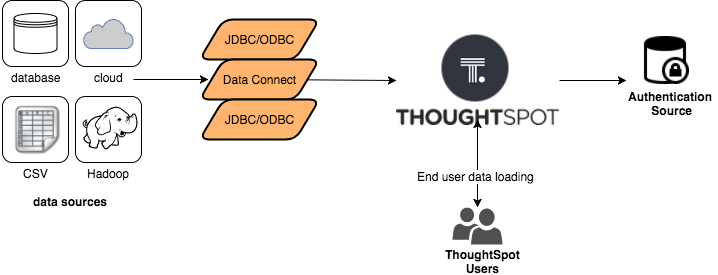 database
cloud
CSV
Hadoop
data sources
JDBC/ODBC
Data Connect
JDBC/ODBC
T.
THOUGHTSPOT
End user data loading
ThoughtSpot
Users
Authentication
Source